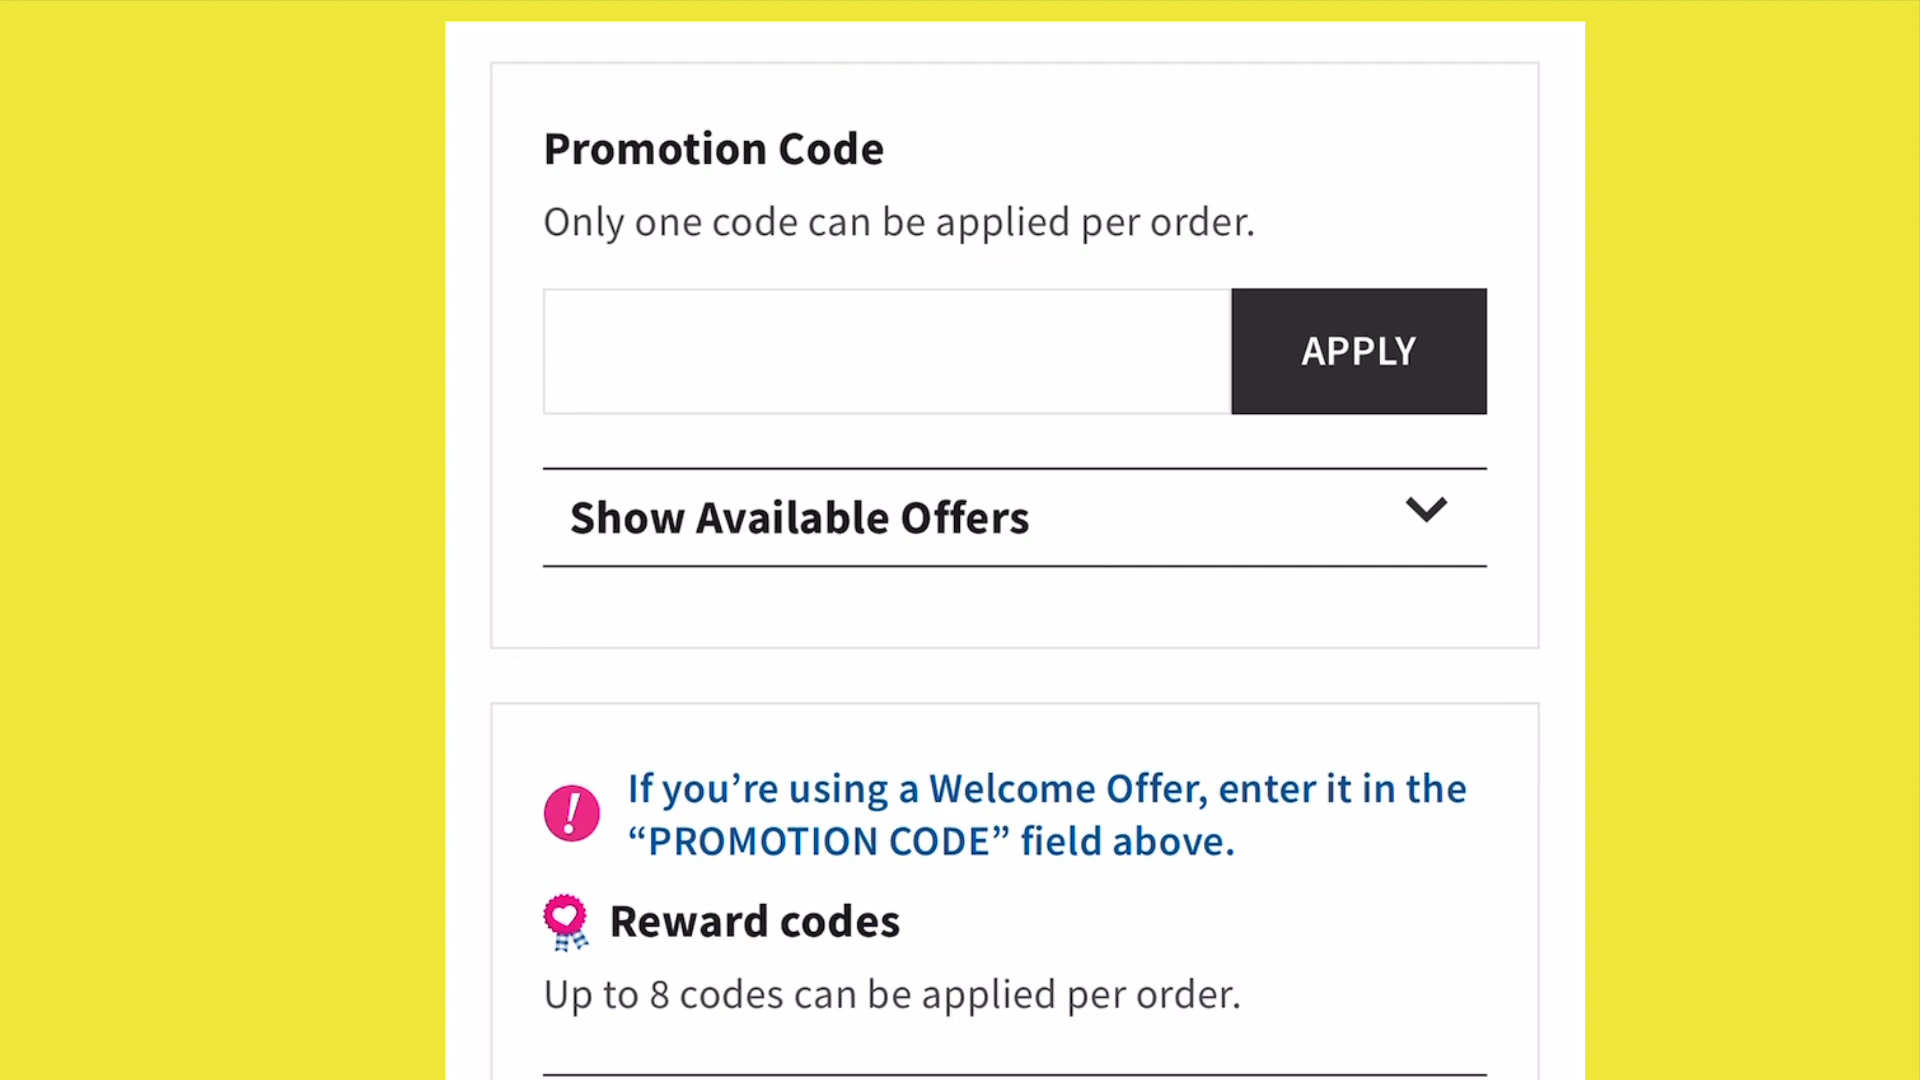 Promotion Code
Only one code can be applied per order.
APPLY
Show Available Offers
If you’re using a Welcome Offer, enter it in the
“PROMOTION CODE” field above.
Reward codes
Up to 8 codes can be applied per order.